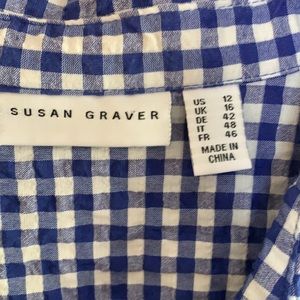 SUSAN GRAVER
US 12
UK 16
DE 42
IT 48
FR 46
MADE IN
CHINA